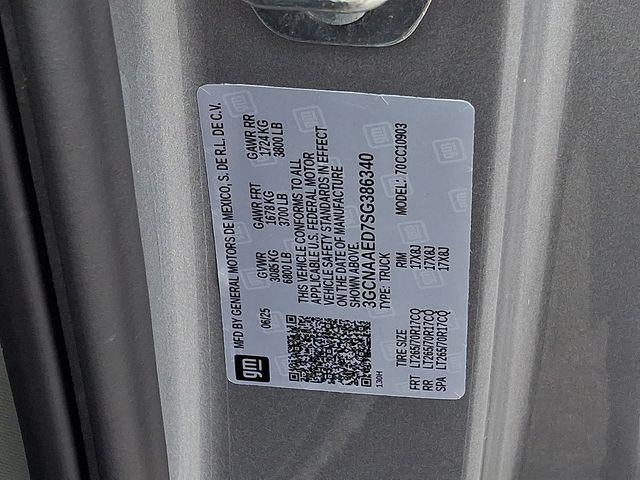 gm
MFD BY GENERAL MOTORS DE MEXICO, S. DE R.L. DE C.V.
06/25
GVWR GAWR FRT GAWR RR
3085 KG 1678 KG 1724 KG
6800 LB 3700 LB 3800 LB
THIS VEHICLE CONFORMS TO ALL
APPLICABLE U.S. FEDERAL MOTOR
VEHICLE SAFETY STANDARDS IN EFFECT
ON THE DATE OF MANUFACTURE
SHOWN ABOVE.
3GCNAAED7SG386340
TYPE: TRUCK MODEL: 70CC10903
130H
TIRE SIZE RIM
FRT LT265/70R17CQ 17X8J
RR LT265/70R17CQ 17X8J
SPA LT265/70R17CQ 17X8J